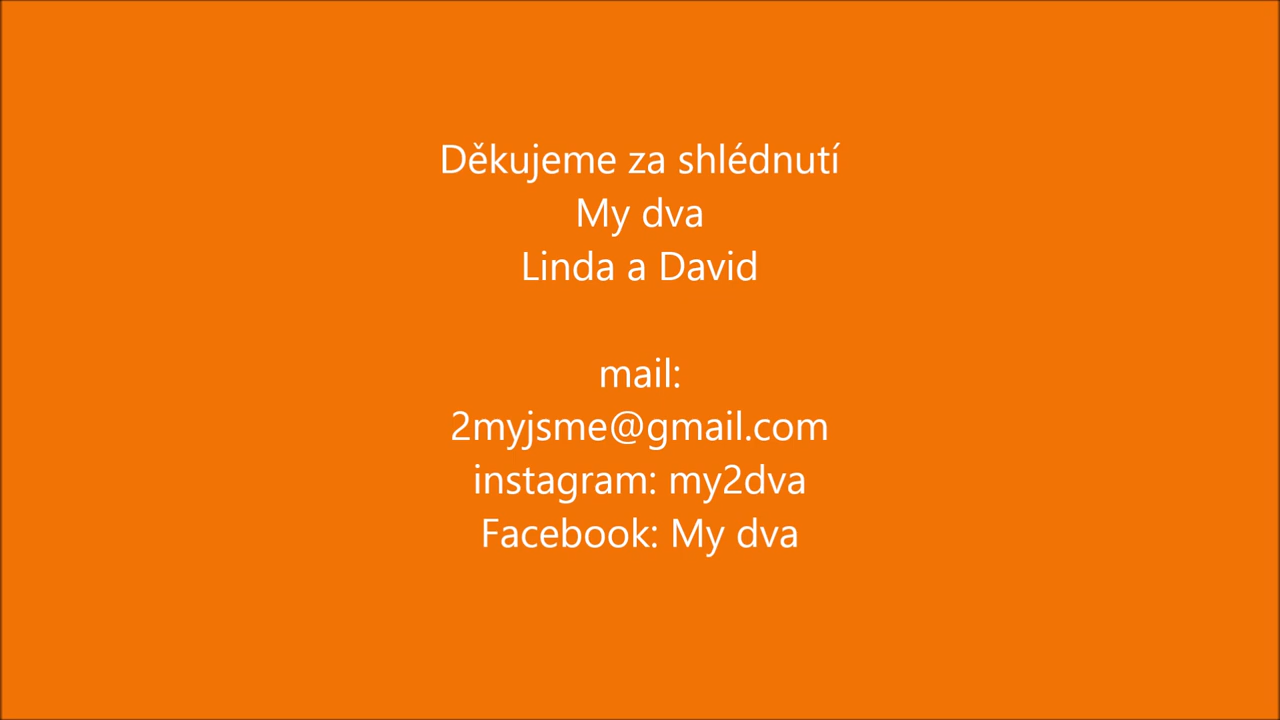 Děkujeme za shlédnutí
My dva
Linda a David
mail:
2myjsme@gmail.com
instagram: my2dva
Facebook: My dva